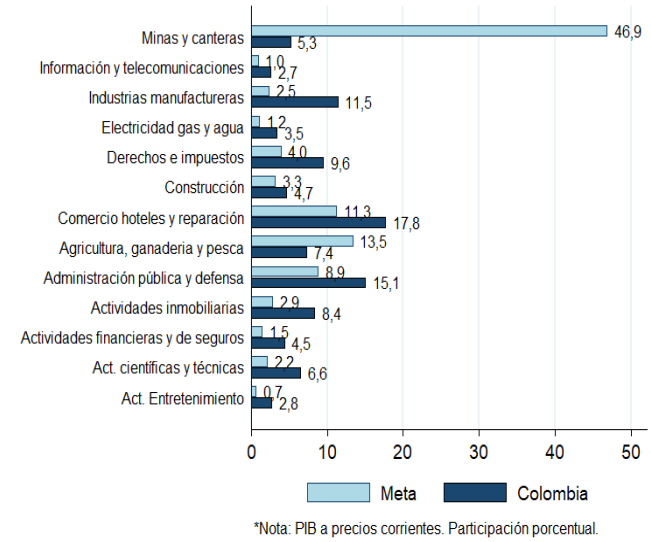 Minas y canteras
46,9
5,3
Información y telecomunicaciones
1,0
2,7
Industrias manufactureras
2,5
11,5
Electricidad gas y agua
1,2
3,5
Derechos e impuestos
4,0
9,6
Construcción
3,3
4,7
Comercio hoteles y reparación
11,3
17,8
Agricultura, ganaderia y pesca
13,5
7,4
Administración pública y defensa
8,9
15,1
Actividades inmobiliarias
2,9
8,4
Actividades financieras y de seguros
1,5
4,5
Act. científicas y técnicas
2,2
6,6
Act. Entretenimiento
0,7
2,8
0 10 20 30 40 50
Meta Colombia
*Nota: PIB a precios corrientes. Participación porcentual.